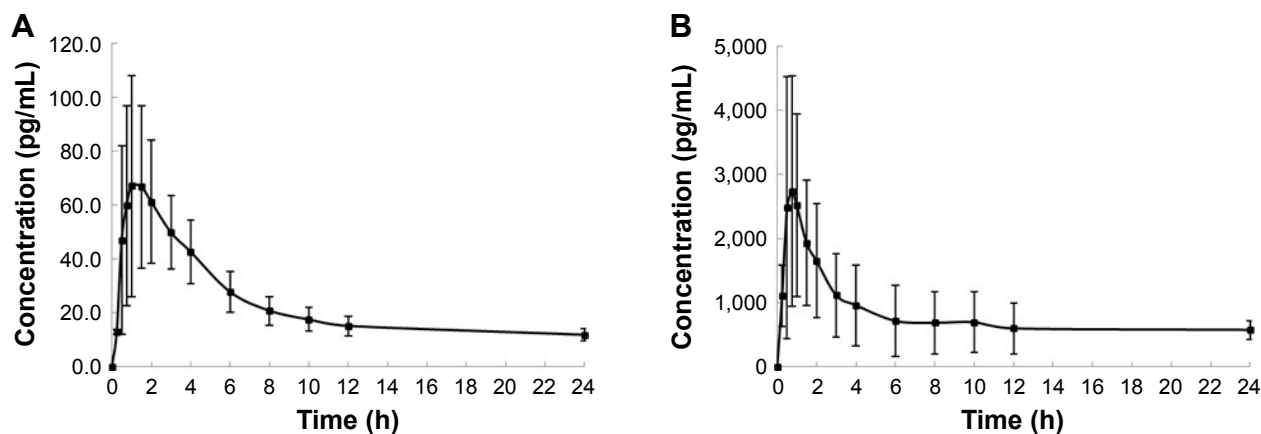 A
Concentration (pg/mL)
120.0
100.0
80.0
60.0
40.0
20.0
0.0
0 2 4 6 8 10 12 14 16 18 20 22 24
Time (h)
B
Concentration (pg/mL)
5,000
4,000
3,000
2,000
1,000
0
0 2 4 6 8 10 12 14 16 18 20 22 24
Time (h)